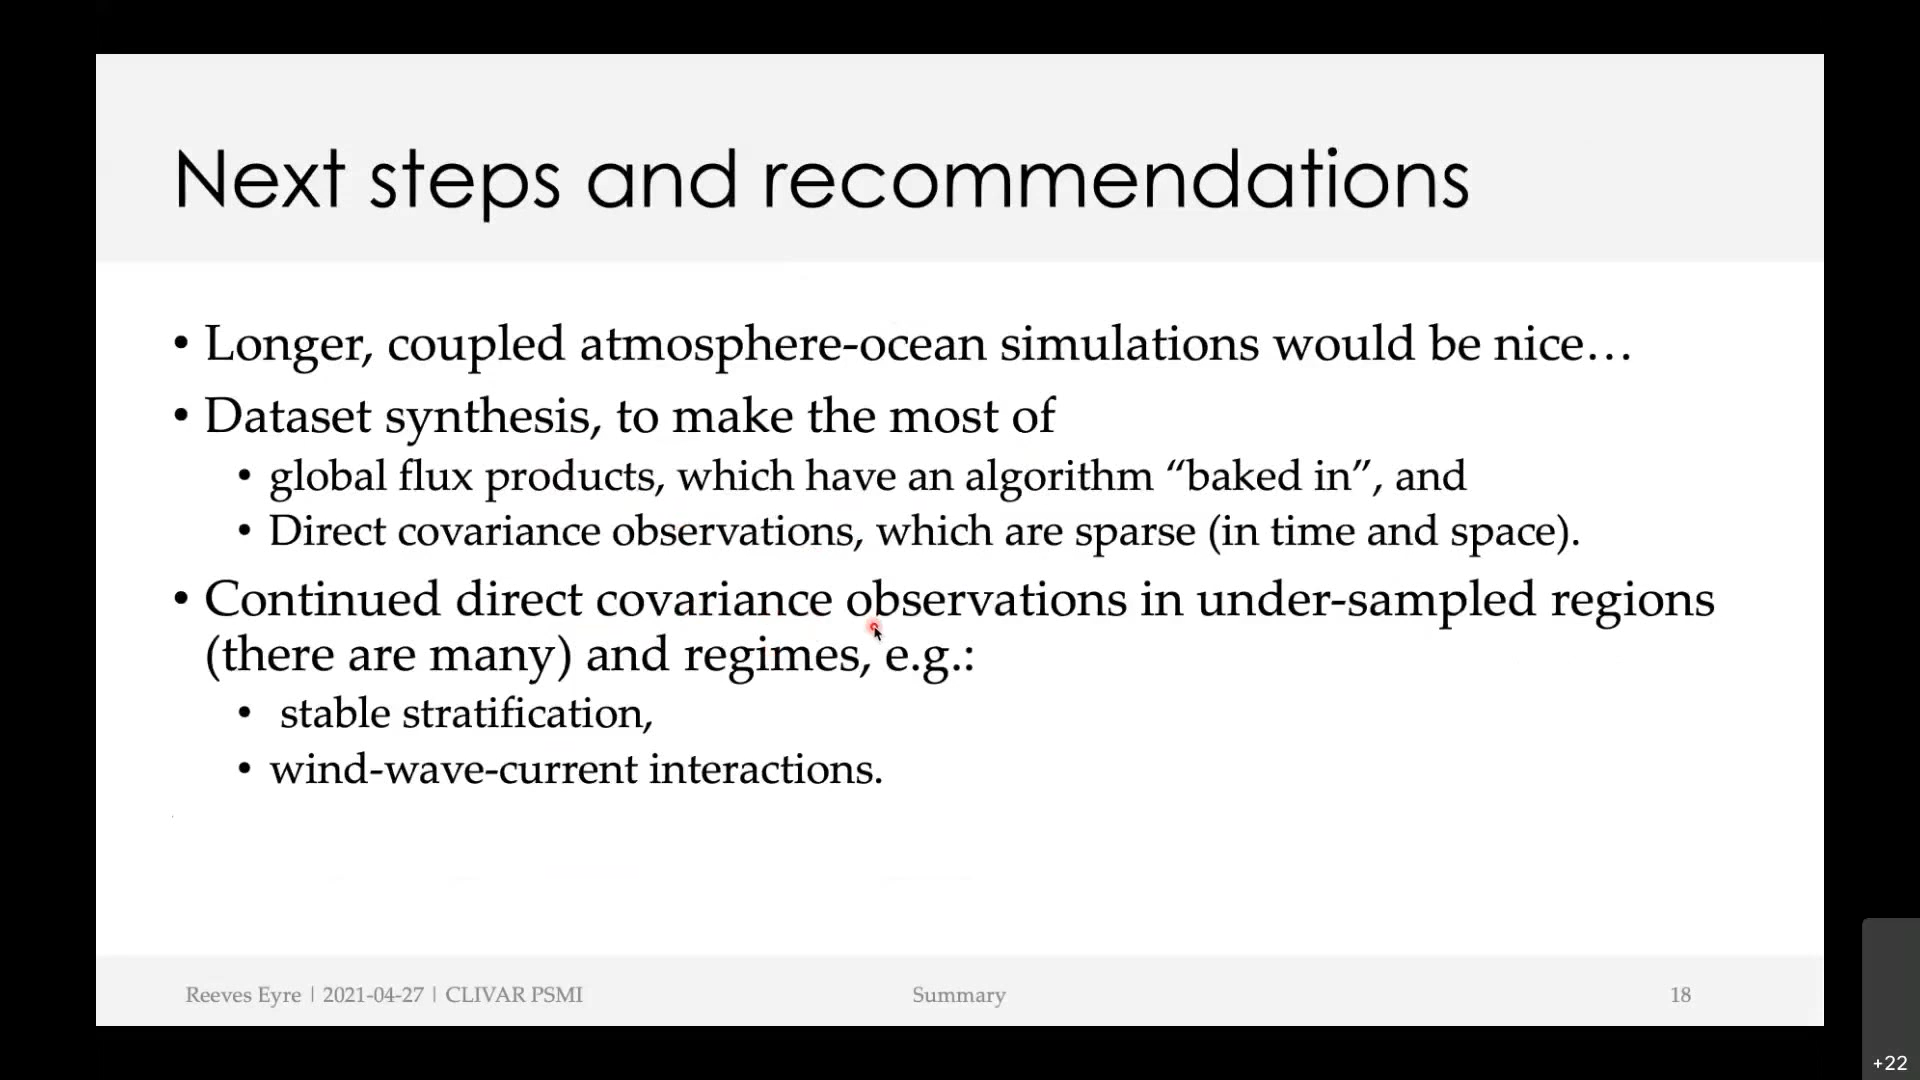 Next steps and recommendations
• Longer, coupled atmosphere-ocean simulations would be nice…
• Dataset synthesis, to make the most of
• global flux products, which have an algorithm “baked in”, and
• Direct covariance observations, which are sparse (in time and space).
• Continued direct covariance observations in under-sampled regions
(there are many) and regimes, e.g.:
• stable stratification,
• wind-wave-current interactions.
Reeves Eyre | 2021-04-27 | CLIVAR PSMI
Summary
18
+22